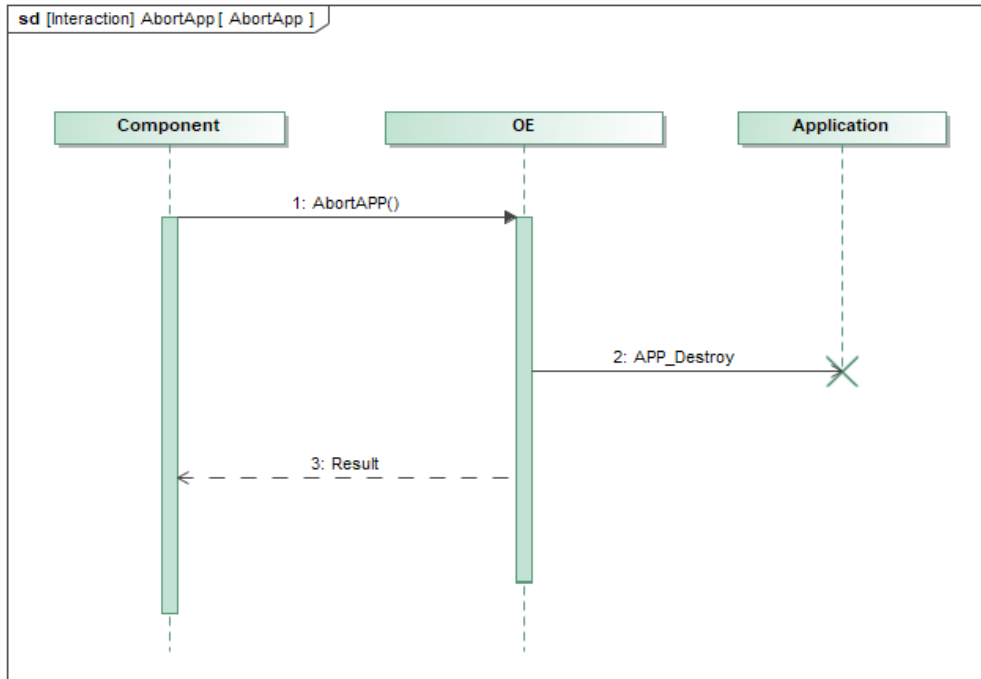 sd [Interaction] AbortApp [ AbortApp ]
Component
OE
Application
1: AbortAPP()
2: APP_Destroy
3: Result